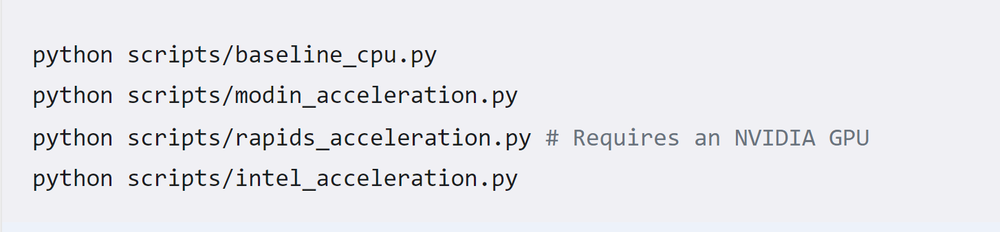 python scripts/baseline_cpu.py
python scripts/modin_acceleration.py
python scripts/rapids_acceleration.py # Requires an NVIDIA GPU
python scripts/intel_acceleration.py